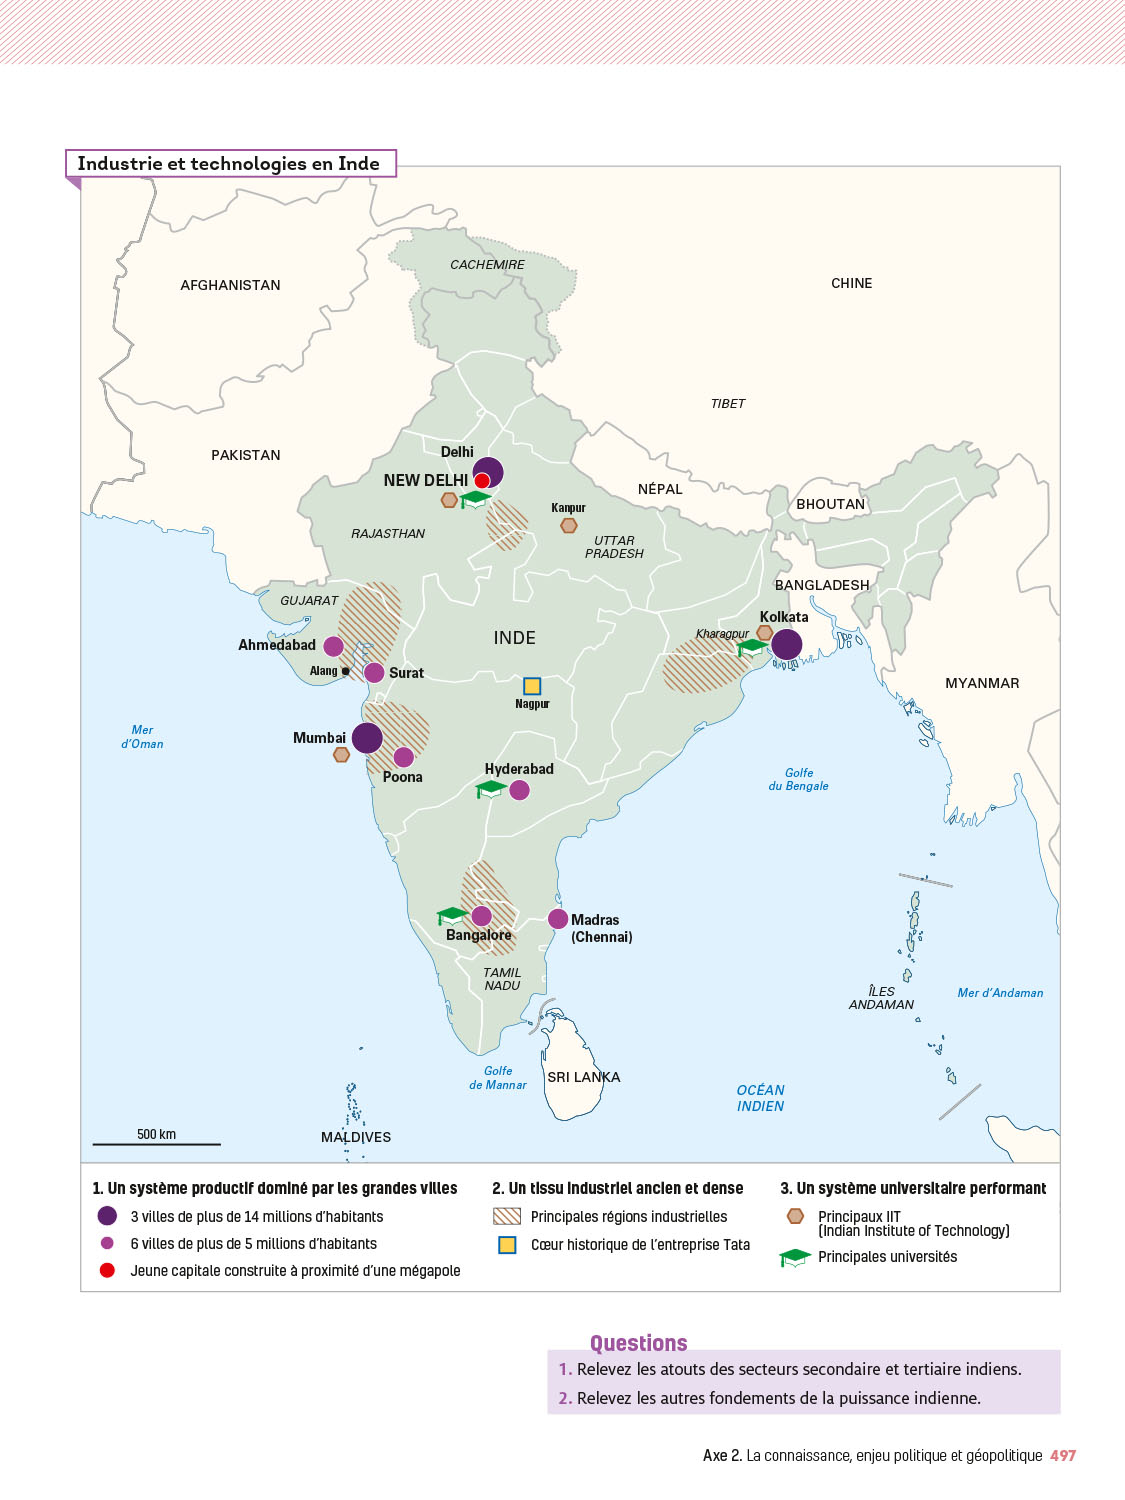 Industrie et technologies en Inde
CACHEMIRE
AFGHANISTAN
CHINE
TIBET
PAKISTAN
Delhi
NEW DELHI
NÉPAL
BHOUTAN
Kanpur
RAJASTHAN
UTTAR
PRADESH
BANGLADESH
GUJARAT
Kolkata
Kharagpur
INDE
Ahmedabad
Alang
Surat
MYANMAR
Nagpur
Mer
d'Oman
Mumbai
Poona
Hyderabad
Golfe
du Bengale
Bangalore
Madras
(Chennai)
TAMIL
NADU
ÎLES
ANDAMAN
Mer d'Andaman
Golfe
de Mannar
SRI LANKA
OCÉAN
INDIEN
500 km
MALDIVES
1. Un système productif dominé par les grandes villes
3 villes de plus de 14 millions d'habitants
6 villes de plus de 5 millions d'habitants
Jeune capitale construite à proximité d'une mégapole
2. Un tissu industriel ancien et dense
Principales régions industrielles
Cœur historique de l'entreprise Tata
3. Un système universitaire performant
Principaux IIT
(Indian Institute of Technology)
Principales universités
Questions
1. Relevez les atouts des secteurs secondaire et tertiaire indiens.
2. Relevez les autres fondements de la puissance indienne.
Axe 2. La connaissance, enjeu politique et géopolitique 497